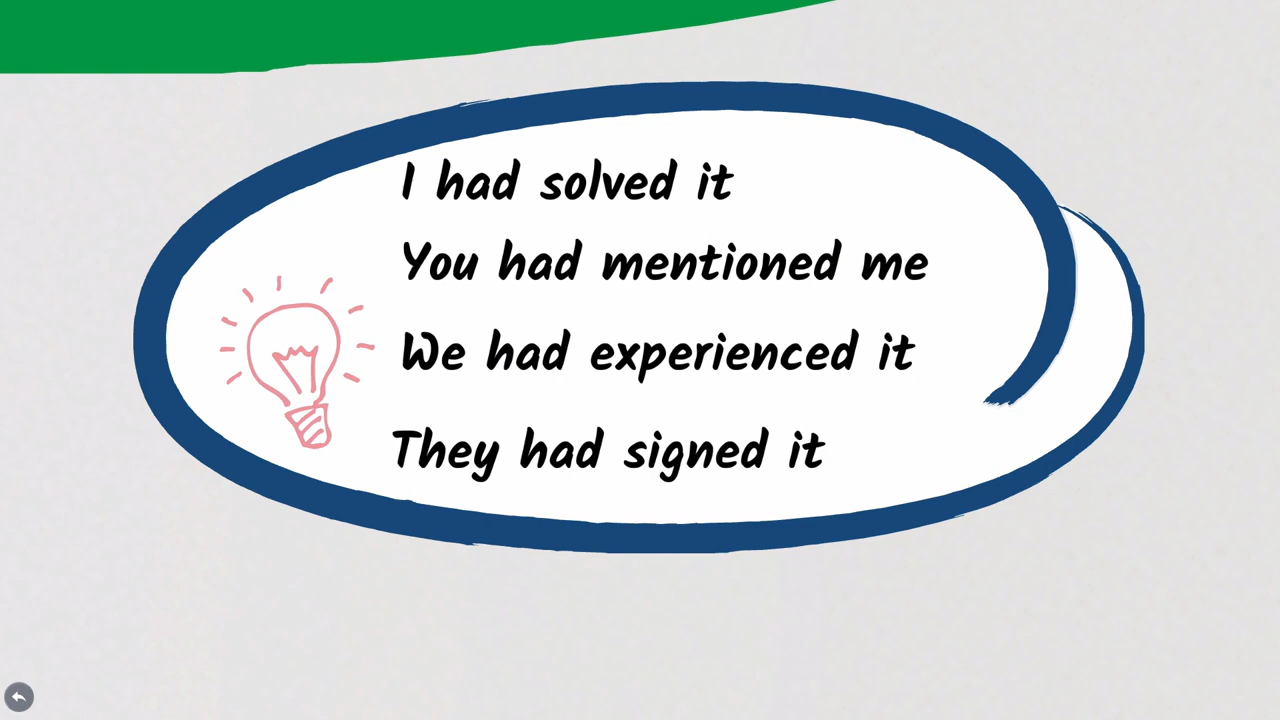 I had solved it
You had mentioned me
We had experienced it
They had signed it